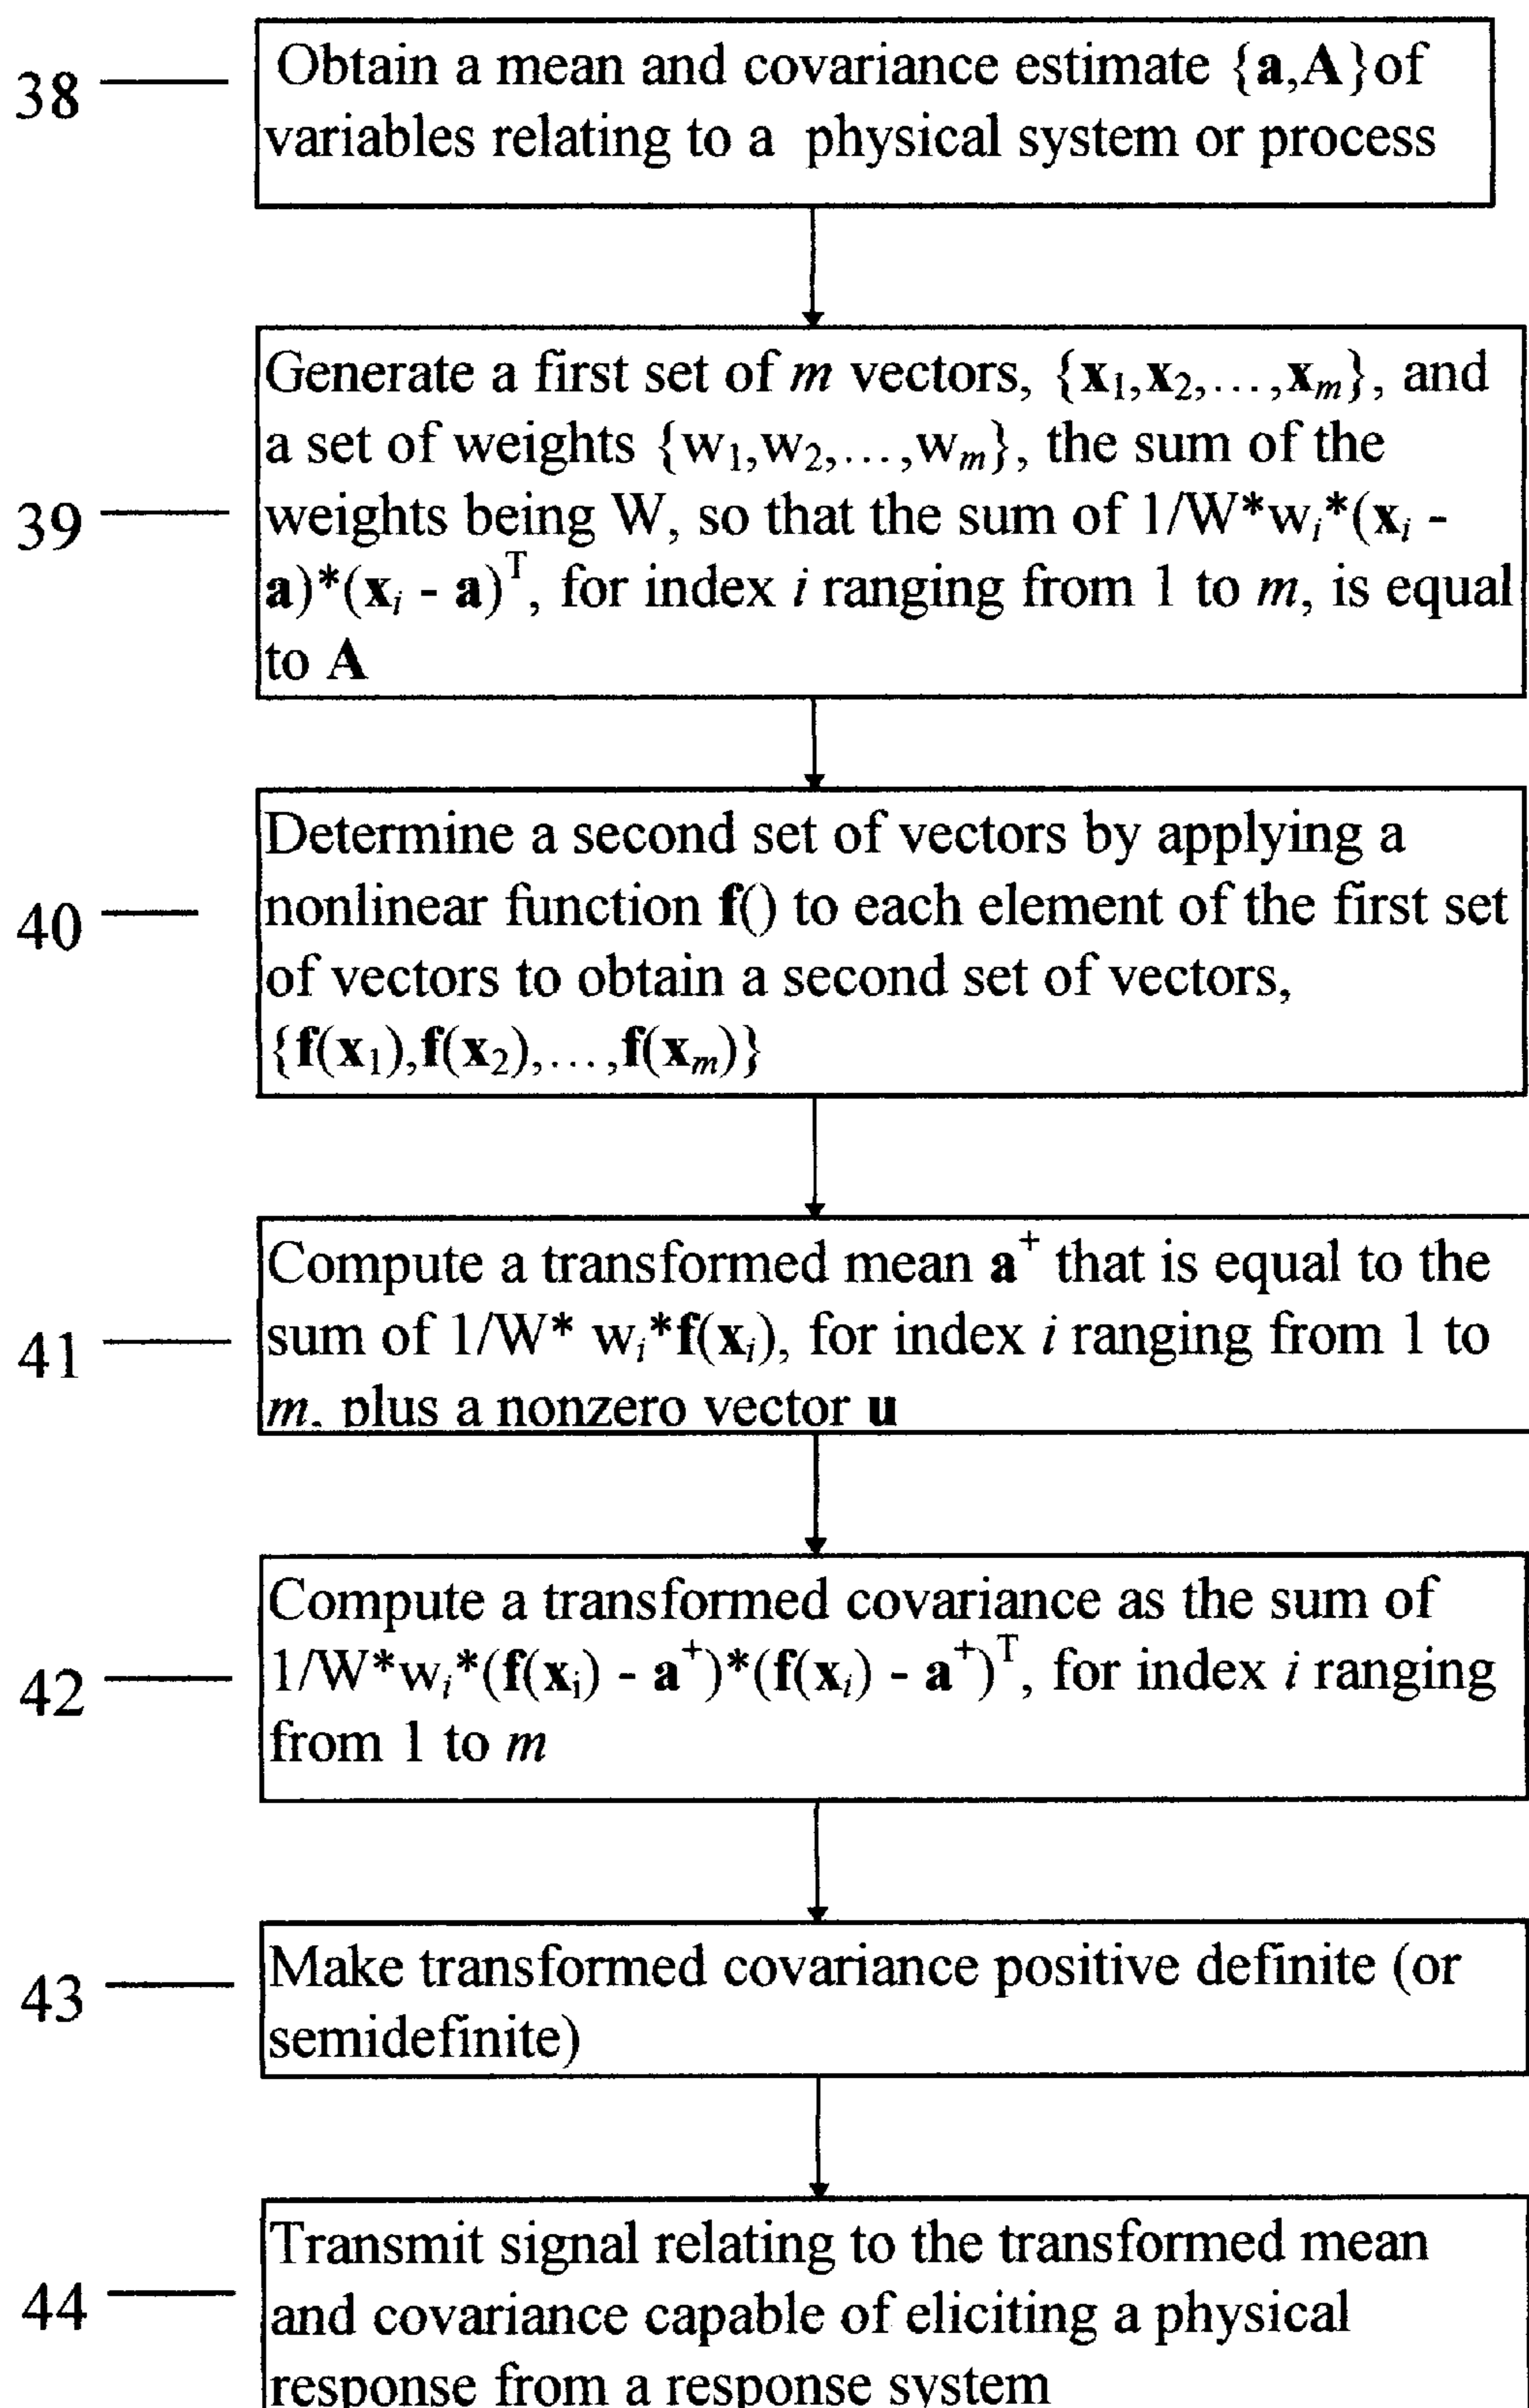 38
Obtain a mean and covariance estimate {a,A}of
variables relating to a physical system or process
39
Generate a first set of m vectors, {x₁,x₂,…,xₘ}, and
a set of weights {w₁,w₂,…,wₘ}, the sum of the
weights being W, so that the sum of 1/W*wᵢ*(xᵢ -
a)*(xᵢ - a)ᵀ, for index i ranging from 1 to m, is equal
to A
40
Determine a second set of vectors by applying a
nonlinear function f() to each element of the first set
of vectors to obtain a second set of vectors,
{f(x₁),f(x₂),…,f(xₘ)}
41
Compute a transformed mean a⁺ that is equal to the
sum of 1/W* wᵢ*f(xᵢ), for index i ranging from 1 to
m, plus a nonzero vector u
42
Compute a transformed covariance as the sum of
1/W*wᵢ*(f(xᵢ) - a⁺)*(f(xᵢ) - a⁺)ᵀ, for index i ranging
from 1 to m
43
Make transformed covariance positive definite (or
semidefinite)
44
Transmit signal relating to the transformed mean
and covariance capable of eliciting a physical
response from a response system